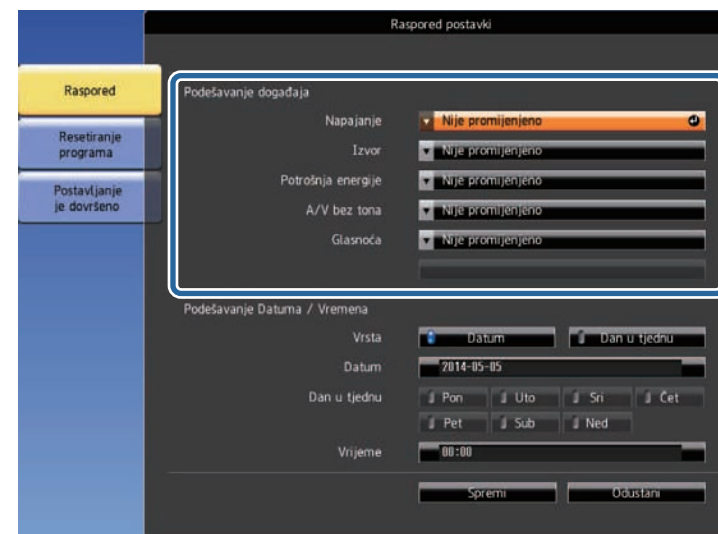 Raspored postavki
Raspored
Resetiranje
programa
Postavljanje
je dovršeno
Podešavanje događaja
Napajanje Nije promijenjeno
Izvor Nije promijenjeno
Potrošnja energije Nije promijenjeno
A/V bez tona Nije promijenjeno
Glasnoća Nije promijenjeno
Podešavanje Datuma / Vremena
Vrsta Datum Dan u tjednu
Datum 2014-05-05
Dan u tjednu Pon Uto Sri Čet
Pet Sub Ned
Vrijeme 00:00
Spremi Odustani